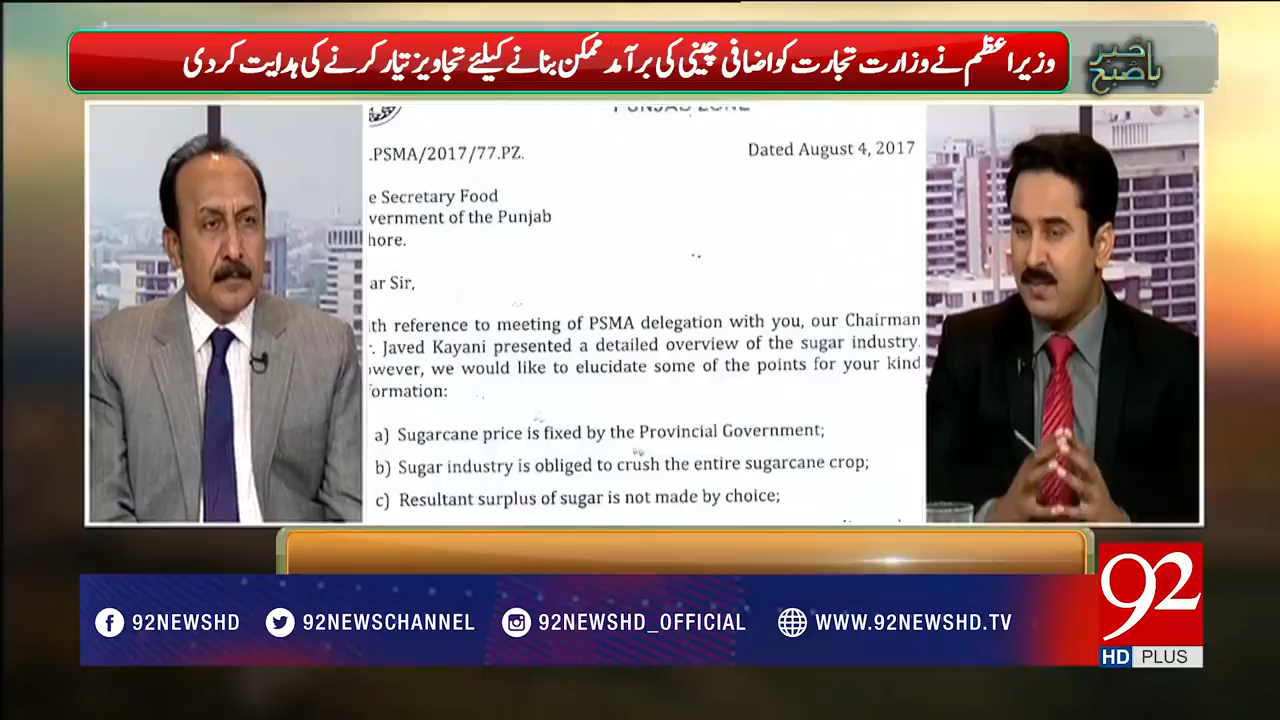 وزیراعظم نے وزارت تجارت کو اضافی چینی کی برآمد ممکن بنانے کیلئے تجاویز تیار کرنے کی ہدایت کر دی
باخبر صبح
PUNJAB ZONE
.PSMA/2017/77.PZ.
Dated August 4, 2017
e Secretary Food
vernment of the Punjab
hore.
ar Sir,
th reference to meeting of PSMA delegation with you, our Chairman
r. Javed Kayani presented a detailed overview of the sugar industry.
owever, we would like to elucidate some of the points for your kind
formation:
a) Sugarcane price is fixed by the Provincial Government;
b) Sugar industry is obliged to crush the entire sugarcane crop;
c) Resultant surplus of sugar is not made by choice;
92
HD PLUS
92NEWSHD
92NEWSCHANNEL
92NEWSHD_OFFICIAL
WWW.92NEWSHD.TV